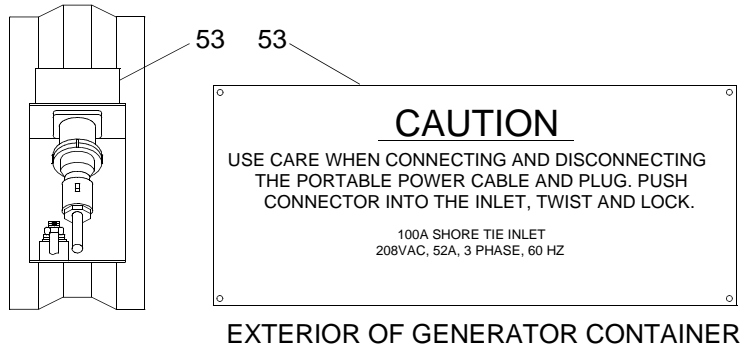 53 53
CAUTION
USE CARE WHEN CONNECTING AND DISCONNECTING
THE PORTABLE POWER CABLE AND PLUG. PUSH
CONNECTOR INTO THE INLET, TWIST AND LOCK.
100A SHORE TIE INLET
208VAC, 52A, 3 PHASE, 60 HZ
EXTERIOR OF GENERATOR CONTAINER